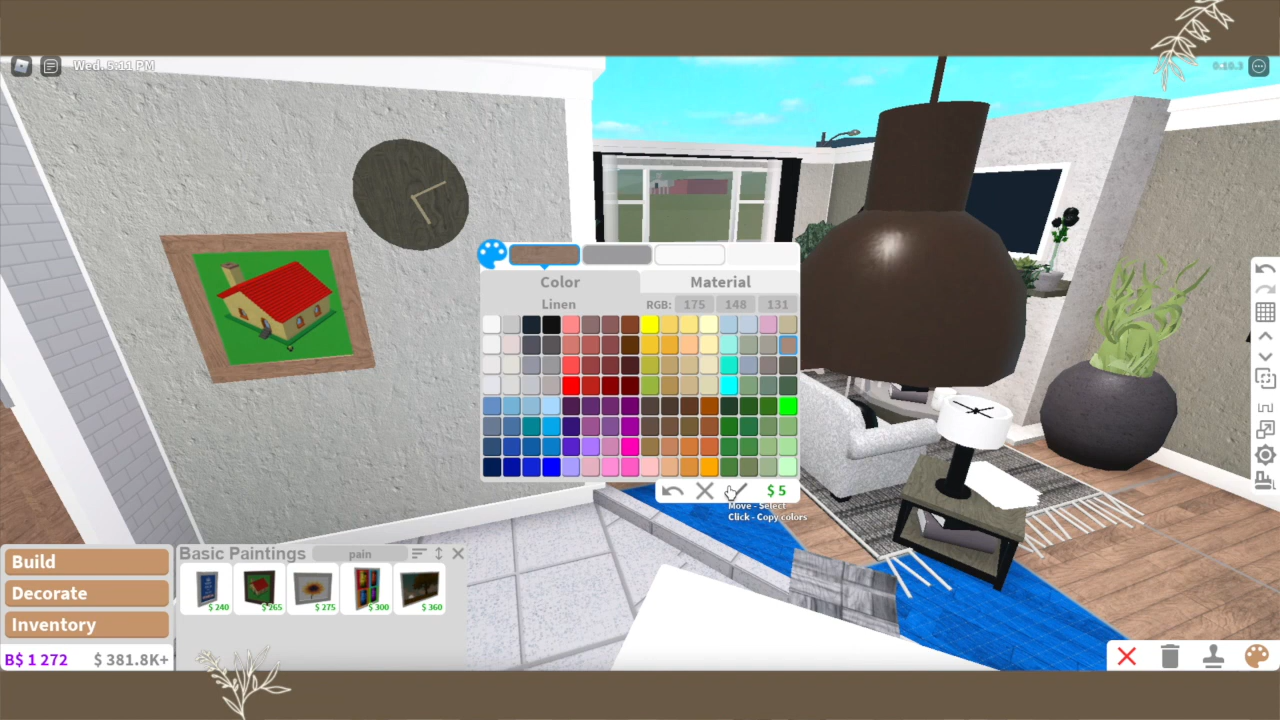 Wed. 5:11 PM
0.10.3
Color
Material
Linen
RGB: 175 148 131
$ 5
Move - Select
Click - Copy colors
Build
Decorate
Inventory
B$ 1 272
$ 381.8K+
Basic Paintings
pain
$ 240
$ 265
$ 275
$ 300
$ 360